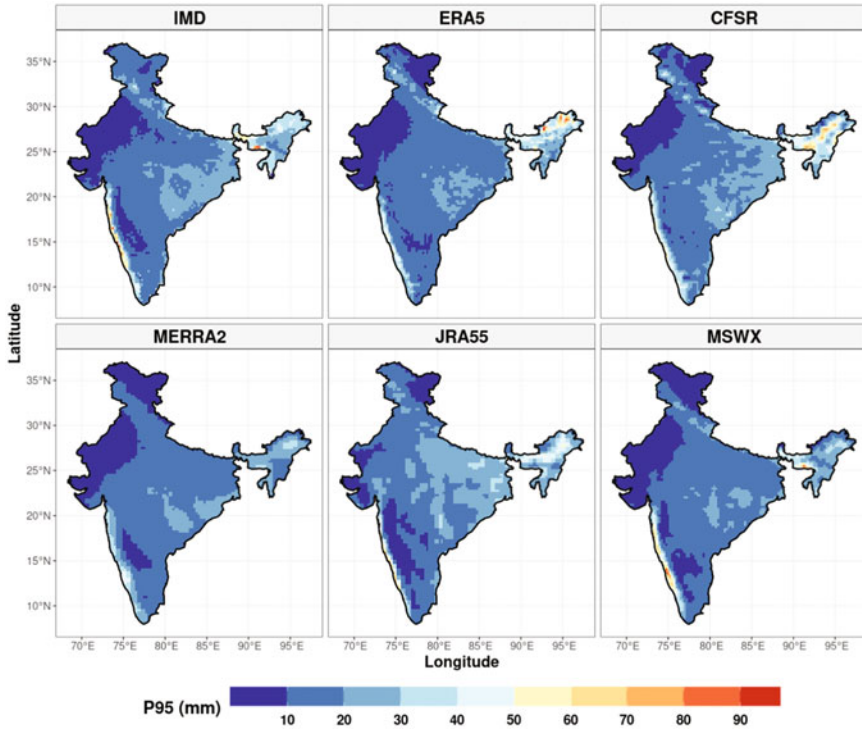 IMD ERA5 CFSR
35°N
30°N
25°N
20°N
15°N
10°N
Latitude
MERRA2 JRA55 MSWX
35°N
30°N
25°N
20°N
15°N
10°N
70°E 75°E 80°E 85°E 90°E 95°E 70°E 75°E 80°E 85°E 90°E 95°E 70°E 75°E 80°E 85°E 90°E 95°E
Longitude
P95 (mm)
10 20 30 40 50 60 70 80 90